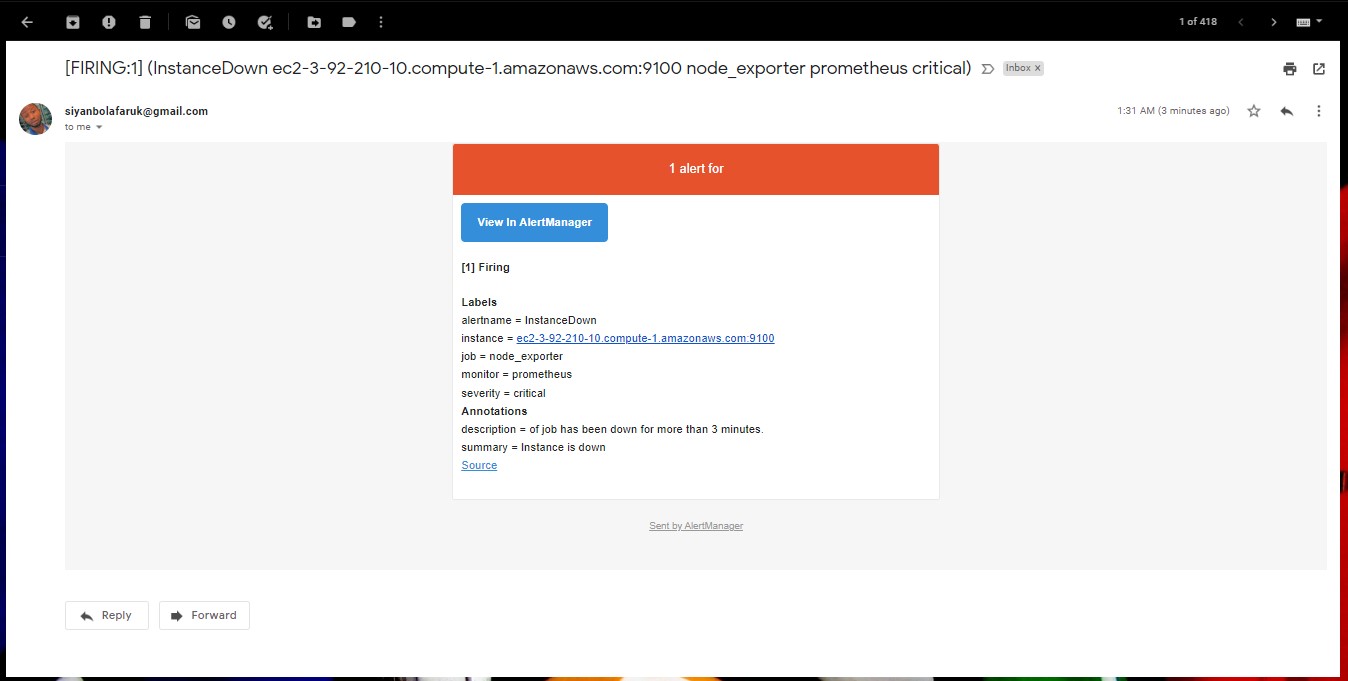 1 of 418
[FIRING:1] (InstanceDown ec2-3-92-210-10.compute-1.amazonaws.com:9100 node_exporter prometheus critical)
Inbox x
siyanbolafaruk@gmail.com
1:31 AM (3 minutes ago)
to me
1 alert for
View In AlertManager
[1] Firing
Labels
alertname = InstanceDown
instance = ec2-3-92-210-10.compute-1.amazonaws.com:9100
job = node_exporter
monitor = prometheus
severity = critical
Annotations
description = of job has been down for more than 3 minutes.
summary = Instance is down
Source
Sent by AlertManager
Reply
Forward